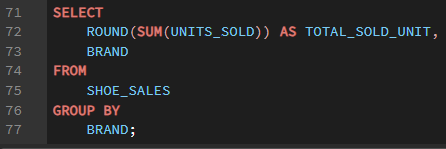 71 SELECT
72 ROUND(SUM(UNITS_SOLD)) AS TOTAL_SOLD_UNIT,
73 BRAND
74 FROM
75 SHOE_SALES
76 GROUP BY
77 BRAND;